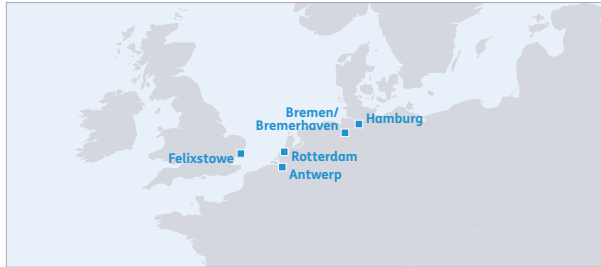 Bremen/
Bremerhaven
Hamburg
Felixstowe
Rotterdam
Antwerp